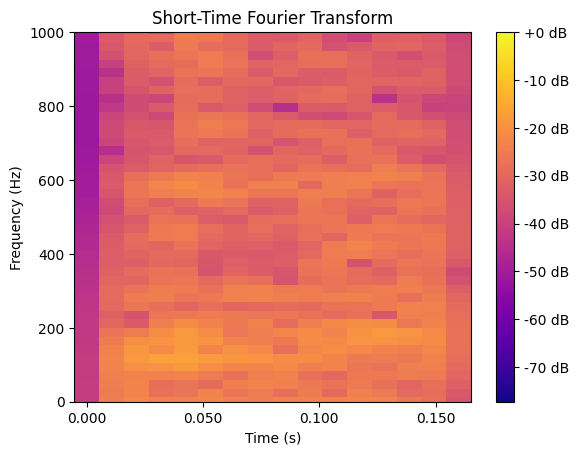 Short-Time Fourier Transform
1000
800
600
400
200
0
Frequency (Hz)
0.000
0.050
0.100
0.150
Time (s)
+0 dB
-10 dB
-20 dB
-30 dB
-40 dB
-50 dB
-60 dB
-70 dB